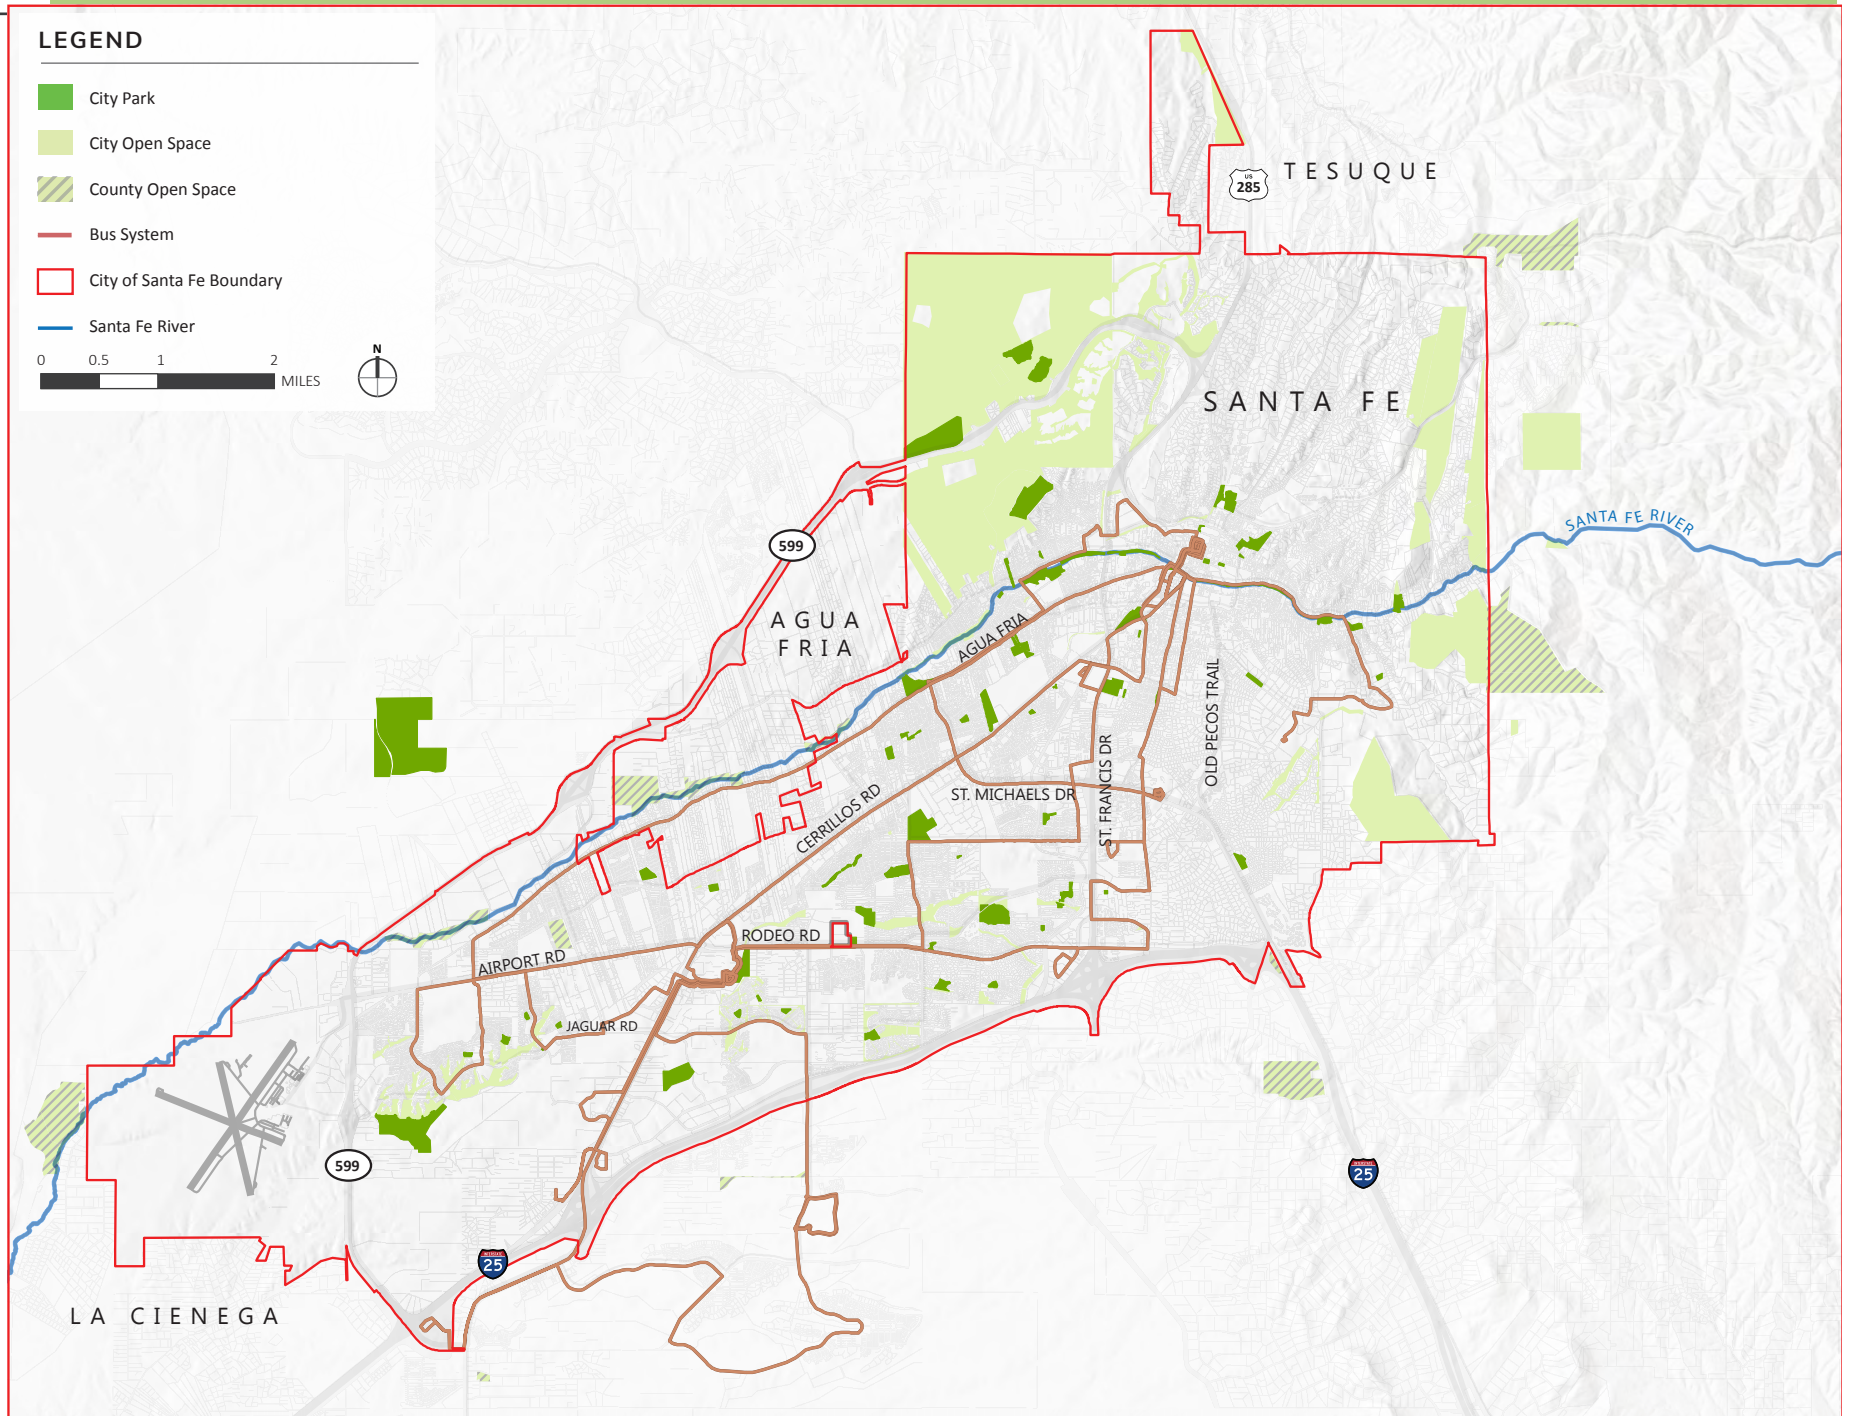 LEGEND
City Park
City Open Space
County Open Space
Bus System
City of Santa Fe Boundary
Santa Fe River
0 0.5 1 2
MILES
N
TESUQUE
US
285
SANTA FE
SANTA FE RIVER
599
AGUA
FRIA
AGUA FRIA
OLD PECOS TRAIL
ST. FRANCIS DR
ST. MICHAELS DR
CERRILLOS RD
RODEO RD
AIRPORT RD
JAGUAR RD
599
INTERSTATE
25
INTERSTATE
25
LA CIENEGA